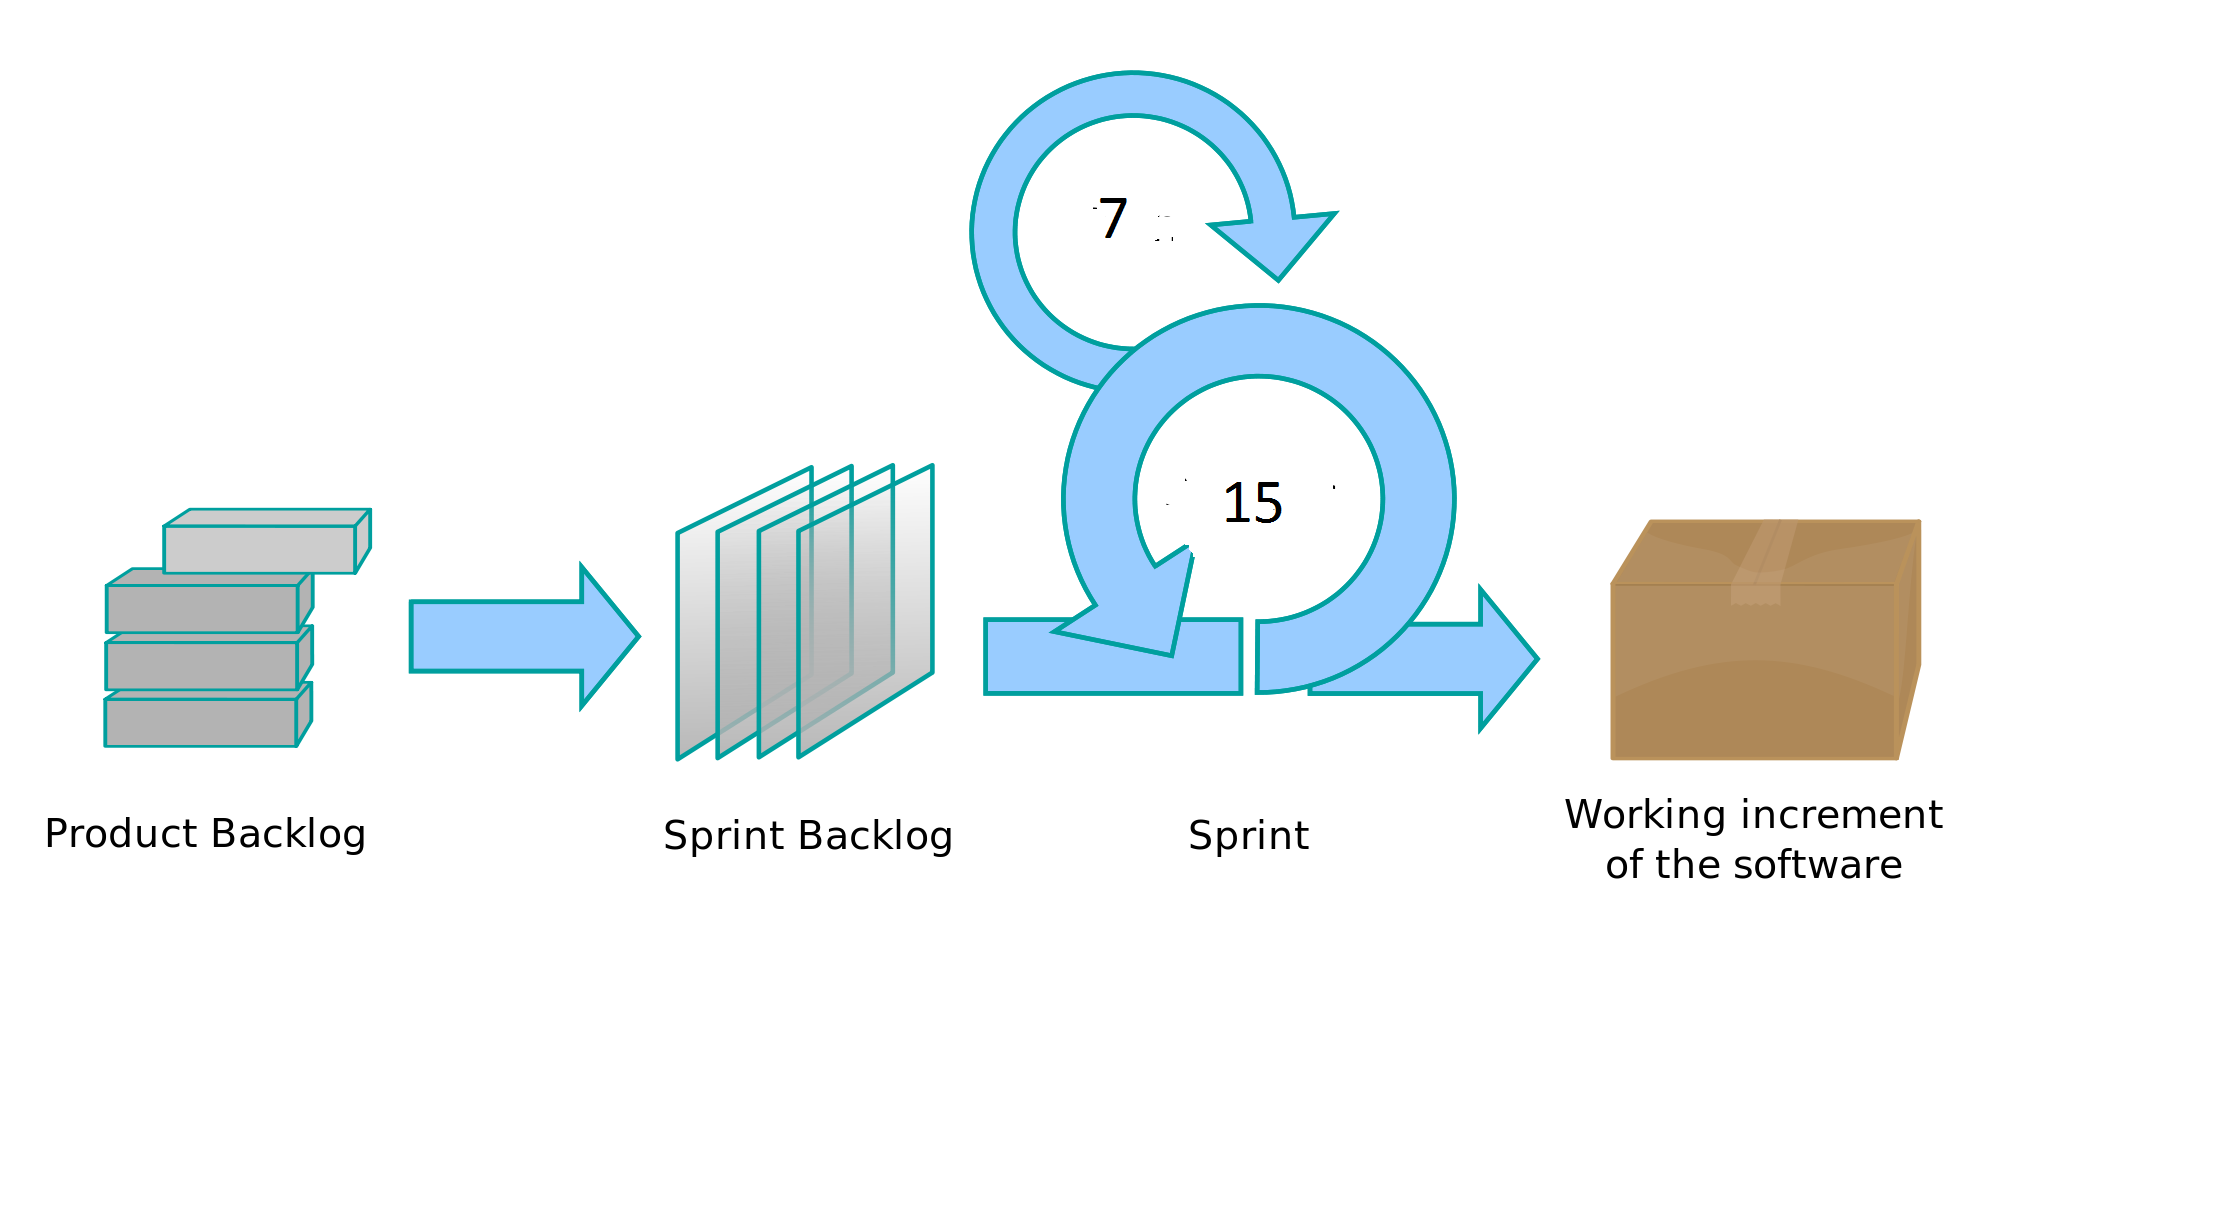 7
15
Product Backlog
Sprint Backlog
Sprint
Working increment
of the software